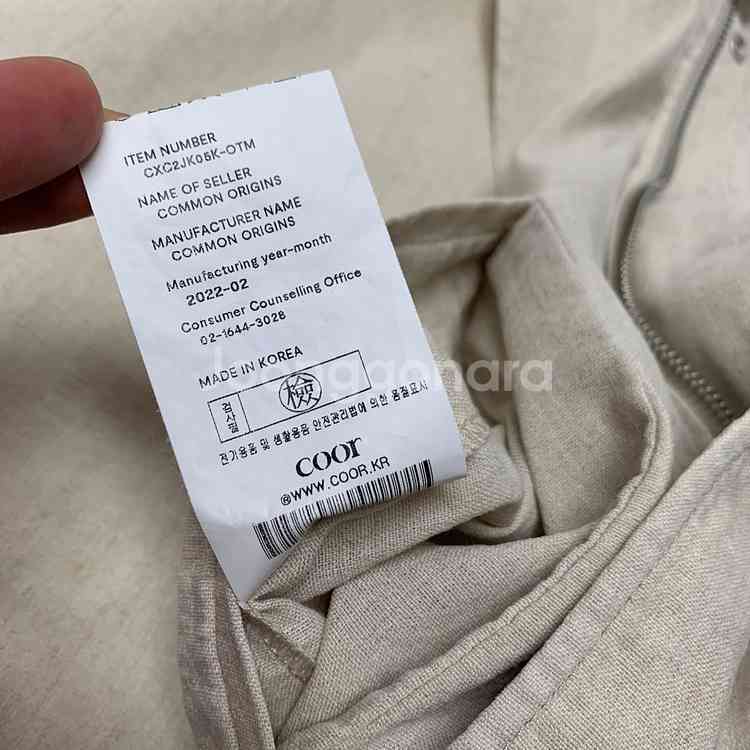 ITEM NUMBER
CXC2JK05K-OTM
NAME OF SELLER
COMMON ORIGINS
MANUFACTURER NAME
COMMON ORIGINS
Manufacturing year-month
2022-02
Consumer Counselling Office
02-1644-3028
MADE IN KOREA
검사필
檢
전기용품 및 생활용품 안전관리법에 의한 품질표시
coor
®WWW.COOR.KR
joonggonara